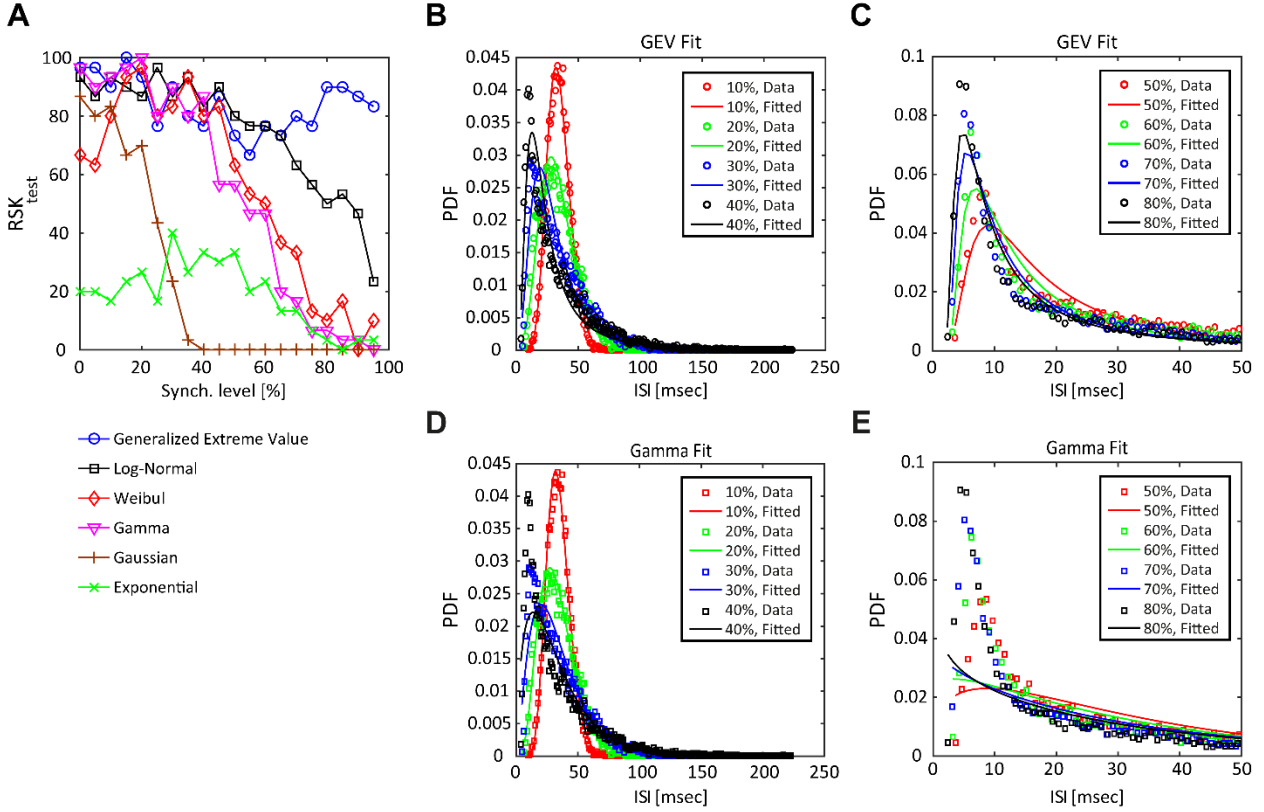 A
RSK test
100
80
60
40
20
0
0 20 40 60 80 100
Synch. level [%]
Generalized Extreme Value
Log-Normal
Weibul
Gamma
Gaussian
Exponential
B
GEV Fit
PDF
0.045
0.04
0.035
0.03
0.025
0.02
0.015
0.01
0.005
0
0 50 100 150 200 250
ISI [msec]
10%, Data
10%, Fitted
20%, Data
20%, Fitted
30%, Data
30%, Fitted
40%, Data
40%, Fitted
C
GEV Fit
PDF
0.1
0.08
0.06
0.04
0.02
0
0 10 20 30 40 50
ISI [msec]
50%, Data
50%, Fitted
60%, Data
60%, Fitted
70%, Data
70%, Fitted
80%, Data
80%, Fitted
D
Gamma Fit
PDF
0.045
0.04
0.035
0.03
0.025
0.02
0.015
0.01
0.005
0
0 50 100 150 200 250
ISI [msec]
10%, Data
10%, Fitted
20%, Data
20%, Fitted
30%, Data
30%, Fitted
40%, Data
40%, Fitted
E
Gamma Fit
PDF
0.1
0.08
0.06
0.04
0.02
0
0 10 20 30 40 50
ISI [msec]
50%, Data
50%, Fitted
60%, Data
60%, Fitted
70%, Data
70%, Fitted
80%, Data
80%, Fitted